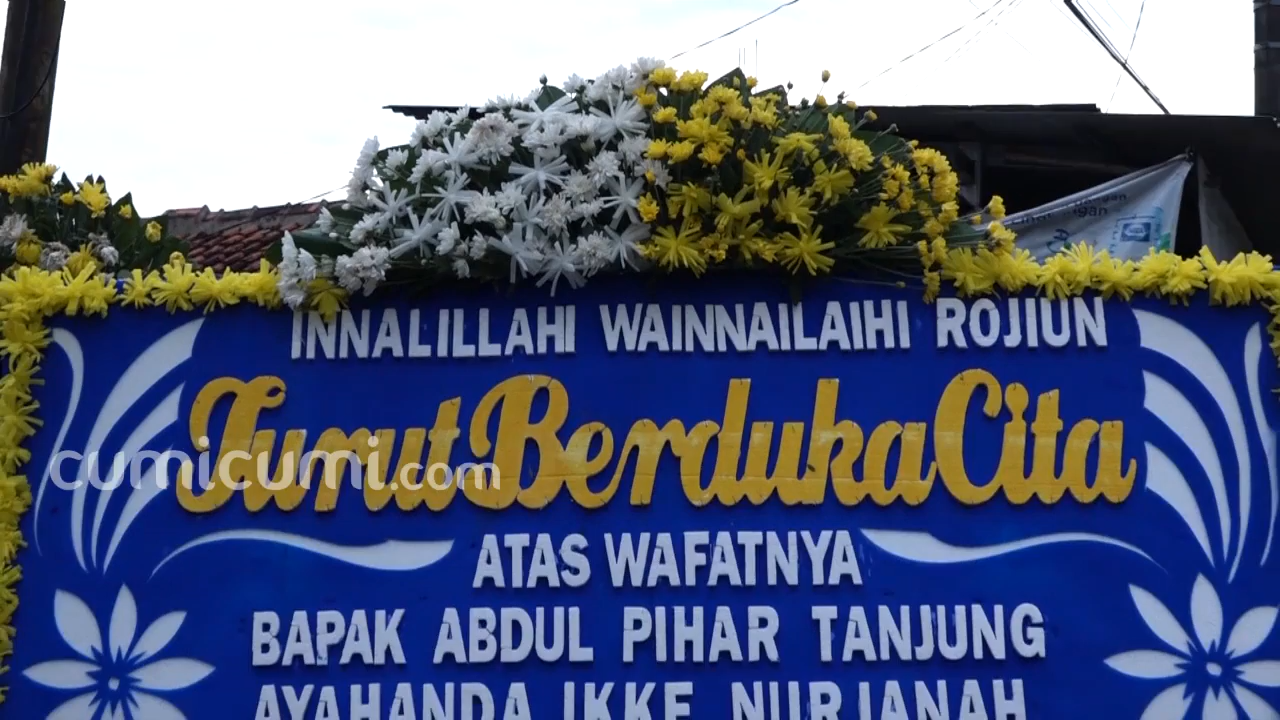 INNALILLAHI WAINNAILAIHI ROJIUN
Turut Berduka Cita
cumicumi.com
ATAS WAFATNYA
BAPAK ABDUL PIHAR TANJUNG
AYAHANDA IKKE NURJANAH